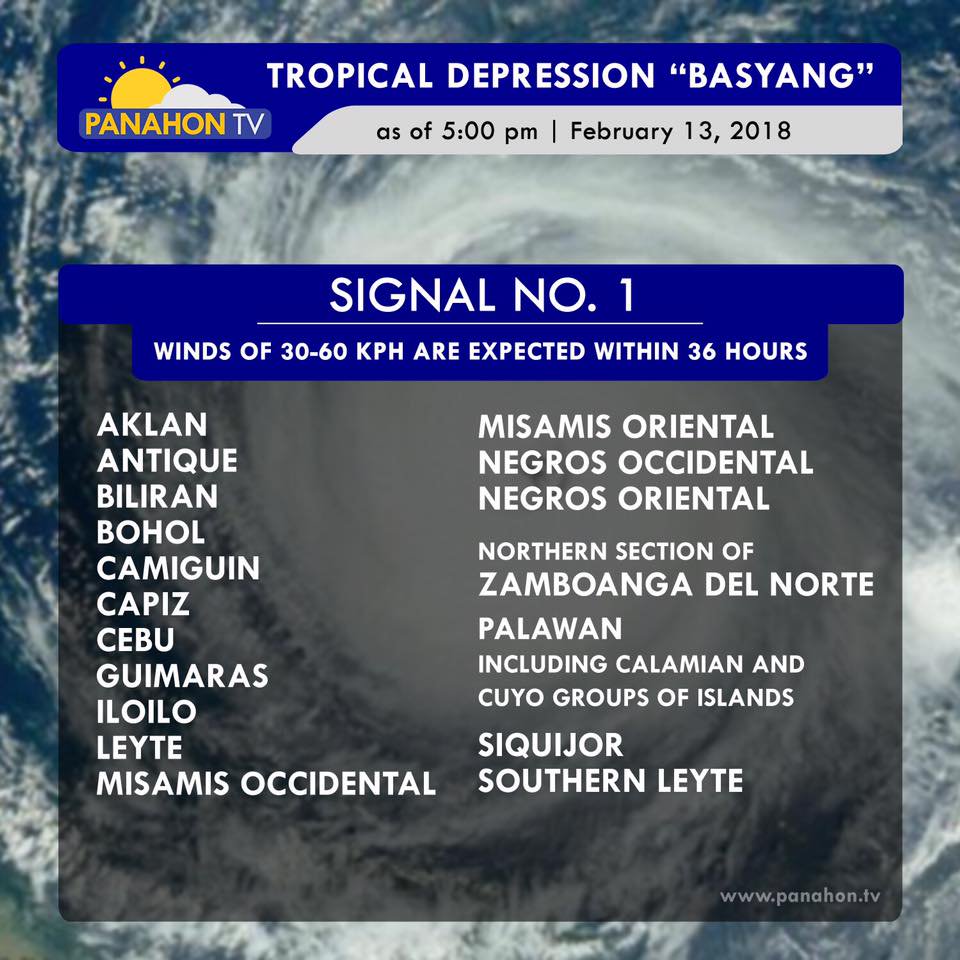 PANAHON TV
TROPICAL DEPRESSION “BASYANG”
as of 5:00 pm | February 13, 2018
SIGNAL NO. 1
WINDS OF 30-60 KPH ARE EXPECTED WITHIN 36 HOURS
AKLAN
ANTIQUE
BILIRAN
BOHOL
CAMIGUIN
CAPIZ
CEBU
GUIMARAS
ILOILO
LEYTE
MISAMIS OCCIDENTAL
MISAMIS ORIENTAL
NEGROS OCCIDENTAL
NEGROS ORIENTAL
NORTHERN SECTION OF
ZAMBOANGA DEL NORTE
PALAWAN
INCLUDING CALAMIAN AND
CUYO GROUPS OF ISLANDS
SIQUIJOR
SOUTHERN LEYTE
www.panahon.tv